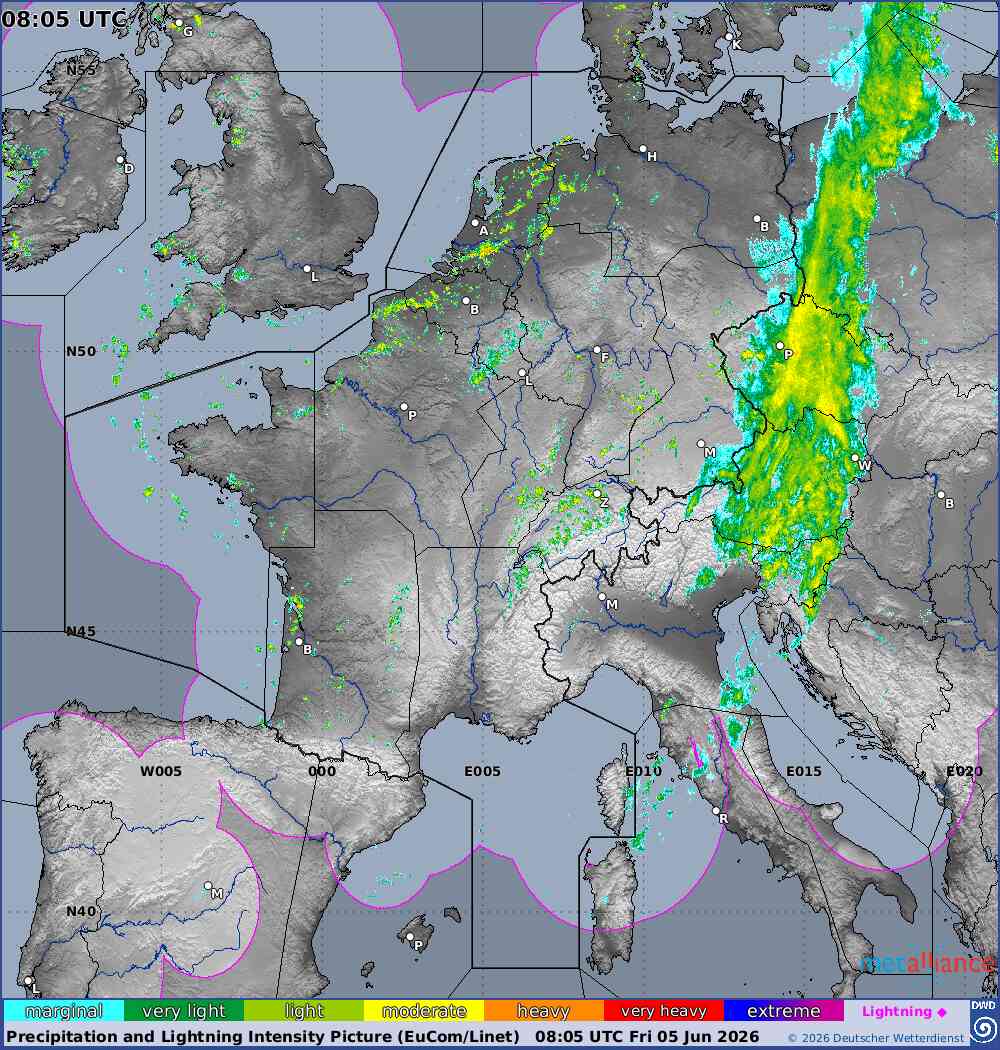 08:05 UTC
G
K
N55
D
H
A
B
L
B
N50
F
P
L
P
M
W
Z
B
M
N45
B
W005
000
E005
E010
E015
E020
R
M
N40
P
L
metalliance
marginal very light light moderate heavy very heavy extreme Lightning ◆ DWD
Precipitation and Lightning Intensity Picture (EuCom/Linet) 08:05 UTC Fri 05 Jun 2026 © 2026 Deutscher Wetterdienst